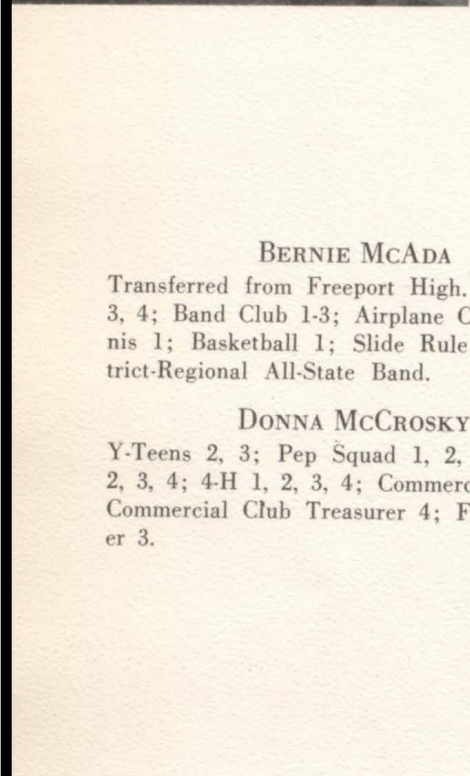 BERNIE MCADA
Transferred from Freeport High.
3, 4; Band Club 1-3; Airplane C
nis 1; Basketball 1; Slide Rule
trict-Regional All-State Band.
DONNA MCCROSKY
Y-Teens 2, 3; Pep Squad 1, 2,
2, 3, 4; 4-H 1, 2, 3, 4; Commerc
Commercial Club Treasurer 4; F
er 3.